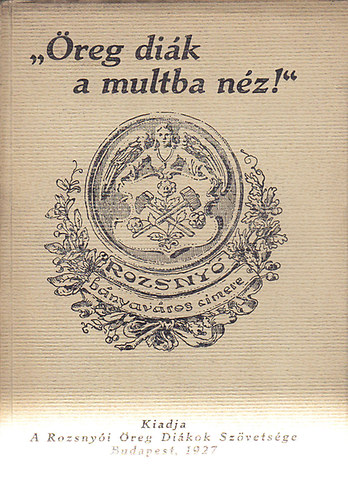 „Öreg diák
a multba néz!“
ROZSNYÓ
bányaváros címere
Kiadja
A Rozsnyói Öreg Diákok Szövetsége
Budapest, 1927